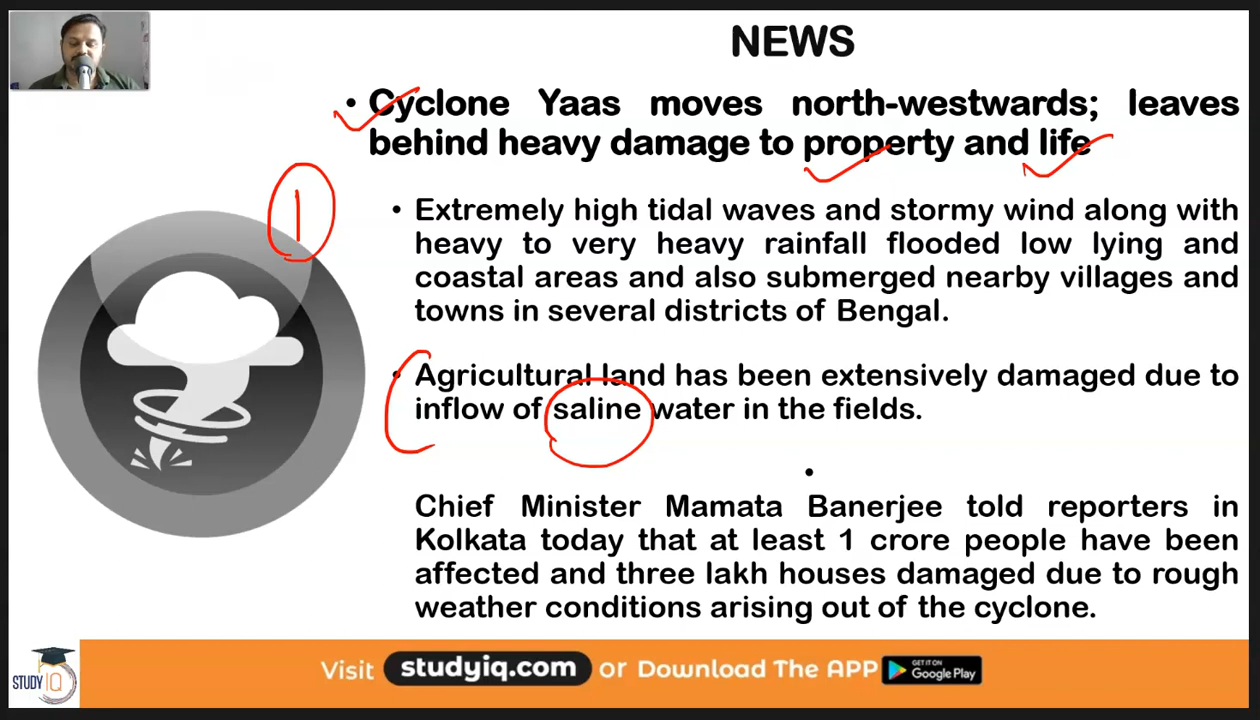 NEWS
• Cyclone Yaas moves north-westwards; leaves
behind heavy damage to property and life
1
• Extremely high tidal waves and stormy wind along with
heavy to very heavy rainfall flooded low lying and
coastal areas and also submerged nearby villages and
towns in several districts of Bengal.
• Agricultural land has been extensively damaged due to
inflow of saline water in the fields.
•
Chief Minister Mamata Banerjee told reporters in
Kolkata today that at least 1 crore people have been
affected and three lakh houses damaged due to rough
weather conditions arising out of the cyclone.
STUDY IQ
Visit studyiq.com or Download The APP GET IT ON
Google Play